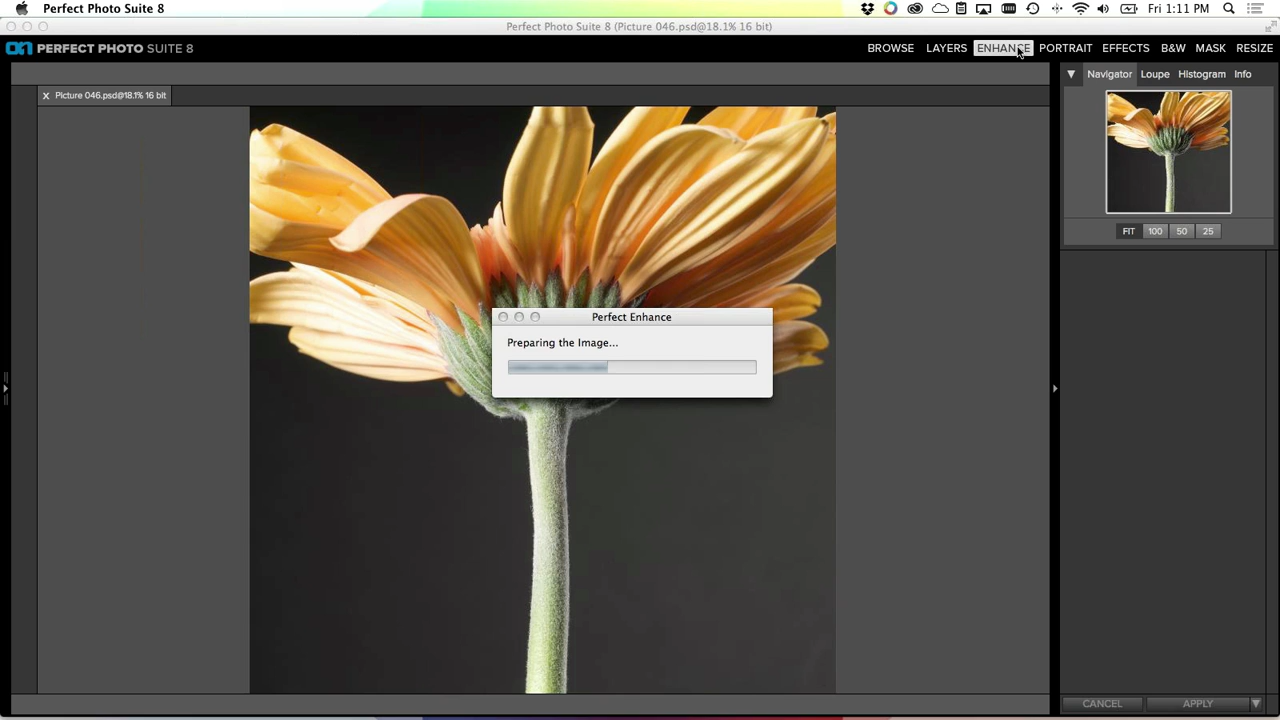 Perfect Photo Suite 8
Fri 1:11 PM
Perfect Photo Suite 8 (Picture 046.psd@18.1% 16 bit)
on PERFECT PHOTO SUITE 8
BROWSE LAYERS ENHANCE PORTRAIT EFFECTS B&W MASK RESIZE
Navigator Loupe Histogram Info
x Picture 046.psd@18.1% 16 bit
FIT 100 50 25
Perfect Enhance
Preparing the Image...
CANCEL APPLY